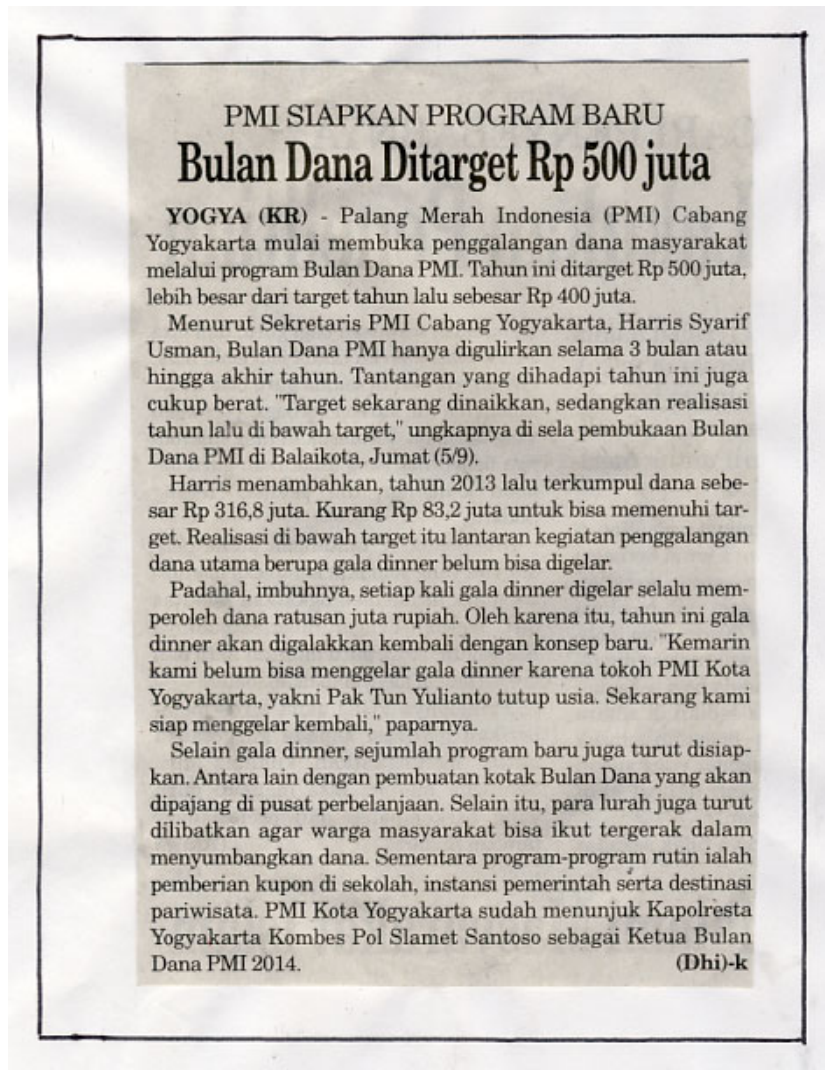 PMI SIAPKAN PROGRAM BARU
Bulan Dana Ditarget Rp 500 juta
YOGYA (KR) - Palang Merah Indonesia (PMI) Cabang
Yogyakarta mulai membuka penggalangan dana masyarakat
melalui program Bulan Dana PMI. Tahun ini ditarget Rp 500 juta,
lebih besar dari target tahun lalu sebesar Rp 400 juta.
Menurut Sekretaris PMI Cabang Yogyakarta, Harris Syarif
Usman, Bulan Dana PMI hanya digulirkan selama 3 bulan atau
hingga akhir tahun. Tantangan yang dihadapi tahun ini juga
cukup berat. "Target sekarang dinaikkan, sedangkan realisasi
tahun lalu di bawah target," ungkapnya di sela pembukaan Bulan
Dana PMI di Balaikota, Jumat (5/9).
Harris menambahkan, tahun 2013 lalu terkumpul dana sebe-
sar Rp 316,8 juta. Kurang Rp 83,2 juta untuk bisa memenuhi tar-
get. Realisasi di bawah target itu lantaran kegiatan penggalangan
dana utama berupa gala dinner belum bisa digelar.
Padahal, imbuhnya, setiap kali gala dinner digelar selalu mem-
peroleh dana ratusan juta rupiah. Oleh karena itu, tahun ini gala
dinner akan digalakkan kembali dengan konsep baru. "Kemarin
kami belum bisa menggelar gala dinner karena tokoh PMI Kota
Yogyakarta, yakni Pak Tun Yulianto tutup usia. Sekarang kami
siap menggelar kembali," paparnya.
Selain gala dinner, sejumlah program baru juga turut disiap-
kan. Antara lain dengan pembuatan kotak Bulan Dana yang akan
dipajang di pusat perbelanjaan. Selain itu, para lurah juga turut
dilibatkan agar warga masyarakat bisa ikut tergerak dalam
menyumbangkan dana. Sementara program-program rutin ialah
pemberian kupon di sekolah, instansi pemerintah serta destinasi
pariwisata. PMI Kota Yogyakarta sudah menunjuk Kapolresta
Yogyakarta Kombes Pol Slamet Santoso sebagai Ketua Bulan
Dana PMI 2014. (Dhi)-k